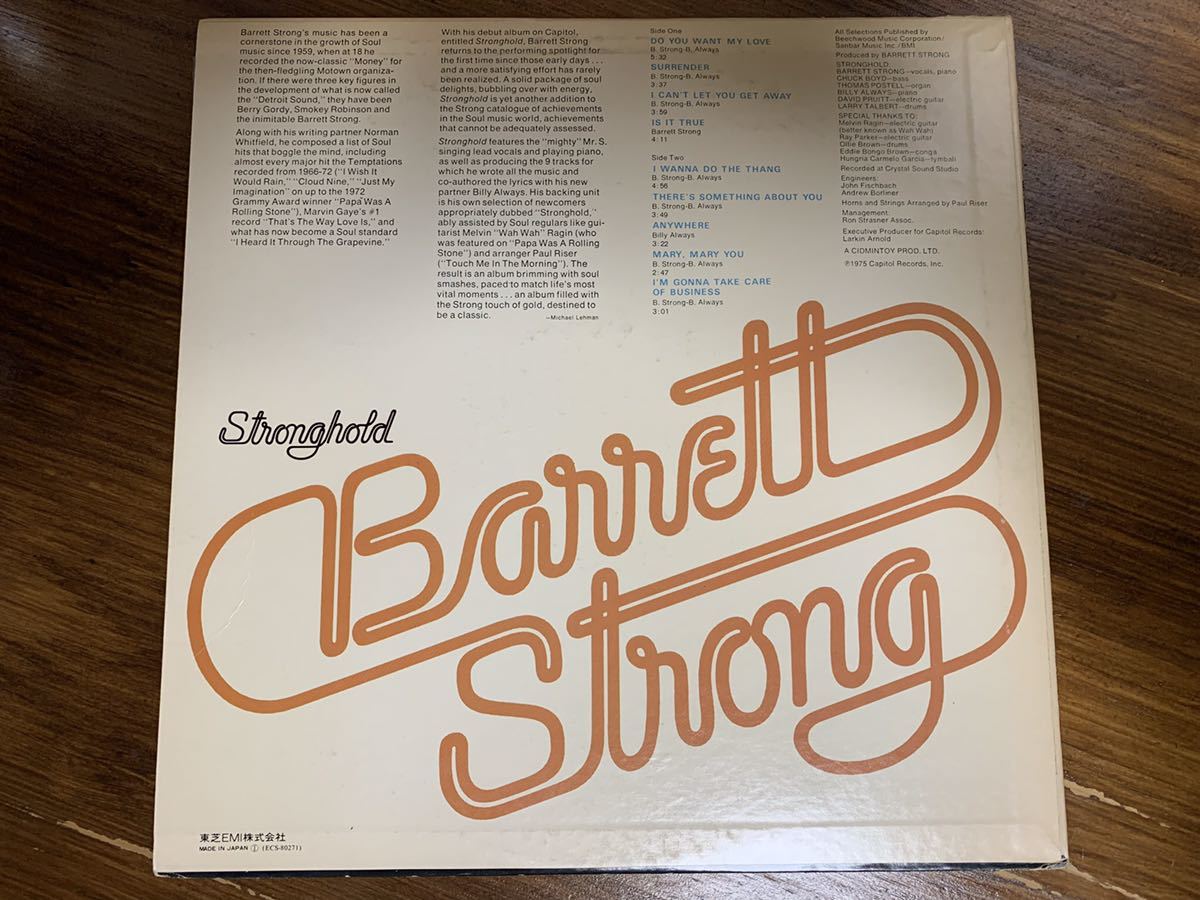 Barrett Strong's music has been a
cornerstone in the growth of Soul
music since 1959, when at 18 he
recorded the now-classic "Money" for
the then-fledgling Motown organiza-
tion. If there were three key figures in
the development of what is now called
the "Detroit Sound," they have been
Berry Gordy, Smokey Robinson and
the inimitable Barrett Strong.
Along with his writing partner Norman
Whitfield, he composed a list of Soul
hits that boggle the mind, including
almost every major hit the Temptations
recorded from 1966-72 ("I Wish It
Would Rain," "Cloud Nine," "Just My
Imagination" on up to the 1972
Grammy Award winner "Papa Was A
Rolling Stone"), Marvin Gaye's #1
record "That's The Way Love Is," and
what has now become a Soul standard
"I Heard It Through The Grapevine."
With his debut album on Capitol,
entitled Stronghold, Barrett Strong
returns to the performing spotlight for
the first time since those early days . . .
and a more satisfying effort has rarely
been realized. A solid package of soul
delights, bubbling over with energy,
Stronghold is yet another addition to
the Strong catalogue of achievements
in the Soul music world, achievements
that cannot be adequately assessed.
Stronghold features the "mighty" Mr. S.
singing lead vocals and playing piano,
as well as producing the 9 tracks for
which he wrote all the music and
co-authored the lyrics with his new
partner Billy Always. His backing unit
is his own selection of newcomers
appropriately dubbed "Stronghold,"
ably assisted by Soul regulars like gui-
tarist Melvin "Wah Wah" Ragin (who
was featured on "Papa Was A Rolling
Stone") and arranger Paul Riser
("Touch Me In The Morning"). The
result is an album brimming with soul
smashes, paced to match life's most
vital moments . . . an album filled with
the Strong touch of gold, destined to
be a classic.
—Michael Lehman
Side One
DO YOU WANT MY LOVE
B. Strong-B. Always
5:32
SURRENDER
B. Strong-B. Always
3:37
I CAN'T LET YOU GET AWAY
B. Strong-B. Always
3:59
IS IT TRUE
Barrett Strong
4:11
Side Two
I WANNA DO THE THANG
B. Strong-B. Always
4:56
THERE'S SOMETHING ABOUT YOU
B. Strong-B. Always
3:49
ANYWHERE
Billy Always
3:22
MARY, MARY YOU
B. Strong-B. Always
2:47
I'M GONNA TAKE CARE
OF BUSINESS
B. Strong-B. Always
3:01
All Selections Published by
Beechwood Music Corporation/
Sanbar Music Inc./BMI
Produced by BARRETT STRONG
STRONGHOLD:
BARRETT STRONG—vocals, piano
CHUCK BOYD—bass
THOMAS POSTELL—organ
BILLY ALWAYS—piano
DAVID PRUITT—electric guitar
LARRY TALBERT—drums
SPECIAL THANKS TO:
Melvin Ragin—electric guitar
(better known as Wah Wah)
Ray Parker—electric guitar
Ollie Brown—drums
Eddie Bongo Brown—conga
Hungria Carmelo Garcia—tymbali
Recorded at Crystal Sound Studio
Engineers:
John Fischbach
Andrew Borliner
Horns and Strings Arranged by Paul Riser
Management:
Ron Strasner Assoc.
Executive Producer for Capitol Records:
Larkin Arnold
A CIDMINTOY PROD. LTD.
℗1975 Capitol Records, Inc.
Stronghold
Barrett
Strong
東芝EMI株式会社
MADE IN JAPAN Ⓘ (ECS-80271)